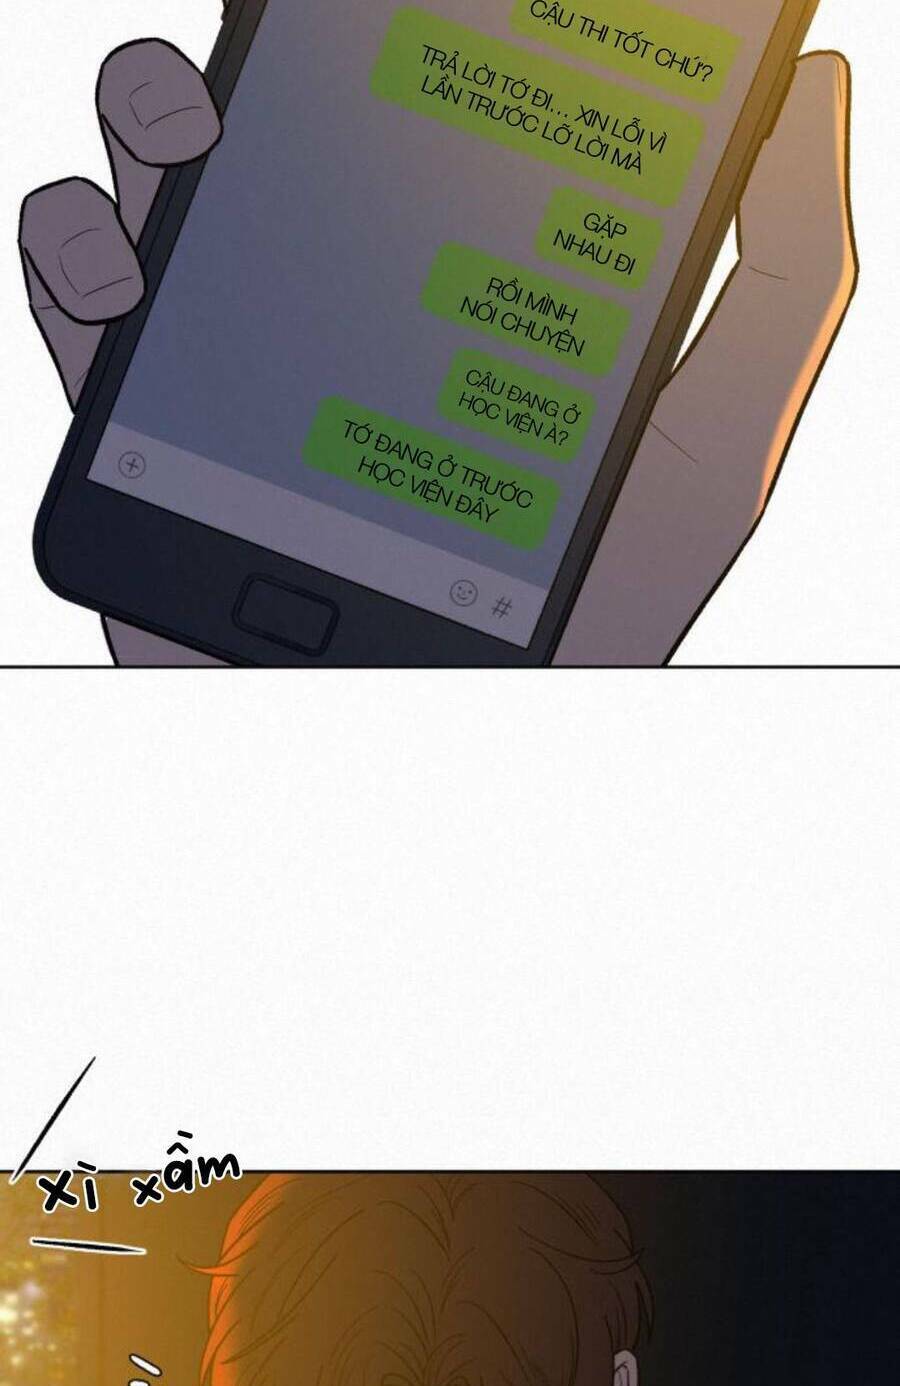 CẬU THI TỐT CHỨ?
TRẢ LỜI TỚ ĐI... XIN LỖI VÌ
LẦN TRƯỚC LỠ LỜI MÀ
GẶP
NHAU ĐI
RỒI MÌNH
NÓI CHUYỆN
CẬU ĐANG Ở
HỌC VIỆN À?
TỚ ĐANG Ở TRƯỚC
HỌC VIỆN ĐÂY
#
xì xầm